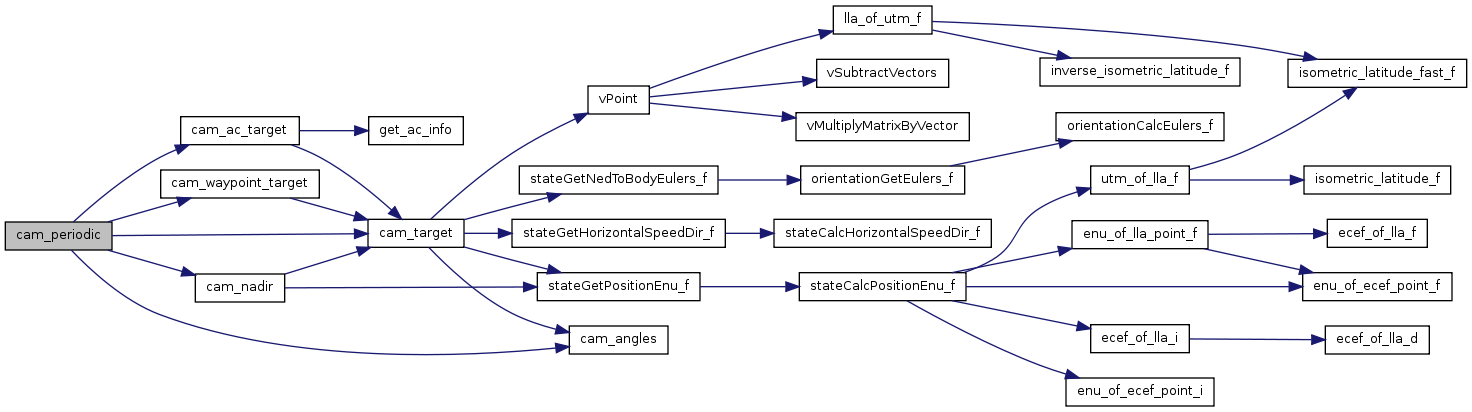 cam_periodic
cam_ac_target
cam_waypoint_target
cam_nadir
get_ac_info
cam_target
vPoint
stateGetNedToBodyEulers_f
stateGetHorizontalSpeedDir_f
stateGetPositionEnu_f
cam_angles
lla_of_utm_f
vSubtractVectors
vMultiplyMatrixByVector
orientationGetEulers_f
stateCalcHorizontalSpeedDir_f
stateCalcPositionEnu_f
inverse_isometric_latitude_f
orientationCalcEulers_f
utm_of_lla_f
enu_of_lla_point_f
ecef_of_lla_i
enu_of_ecef_point_i
isometric_latitude_fast_f
isometric_latitude_f
ecef_of_lla_f
enu_of_ecef_point_f
ecef_of_lla_d